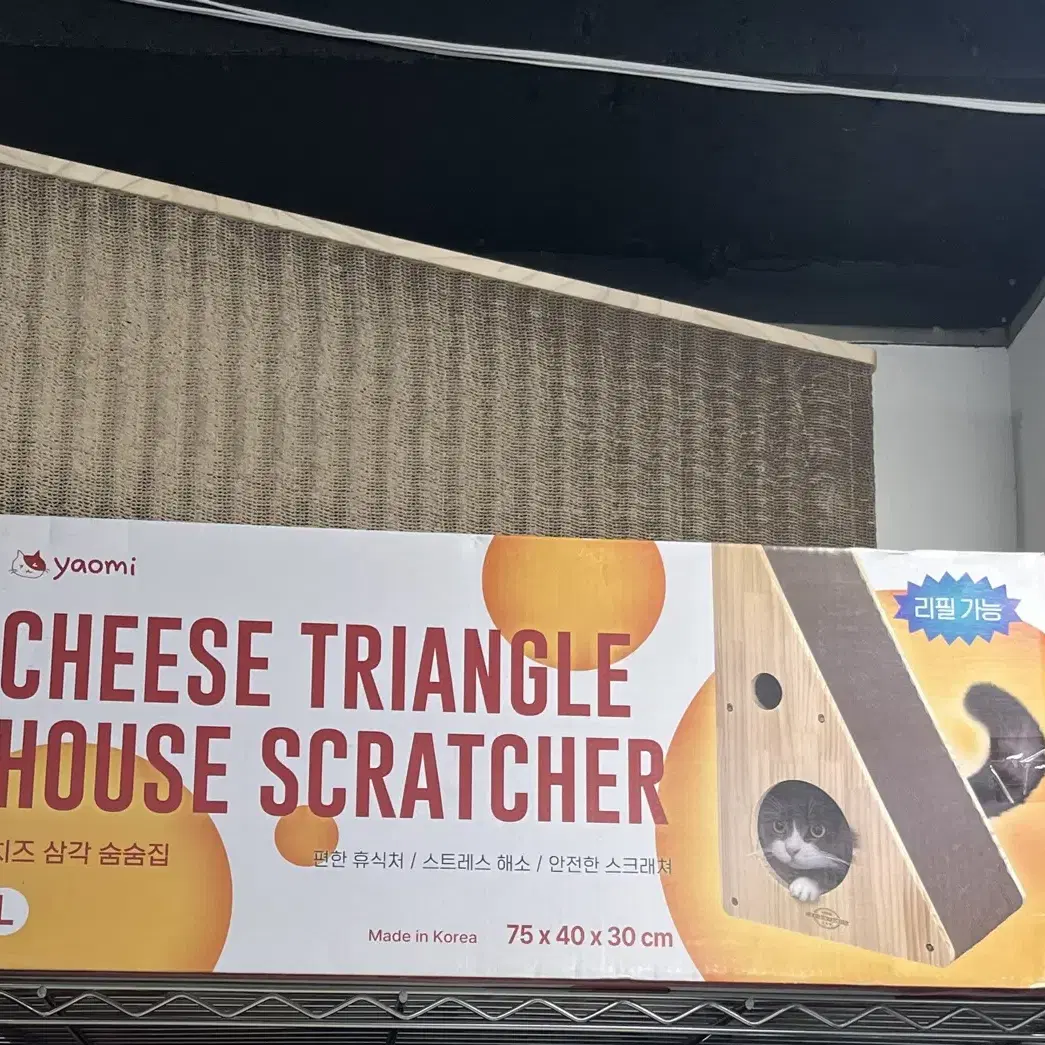 yaomi
CHEESE TRIANGLE
HOUSE SCRATCHER
치즈 삼각 숨숨집
편한 휴식처 / 스트레스 해소 / 안전한 스크래쳐
L
Made in Korea 75 x 40 x 30 cm
리필 가능